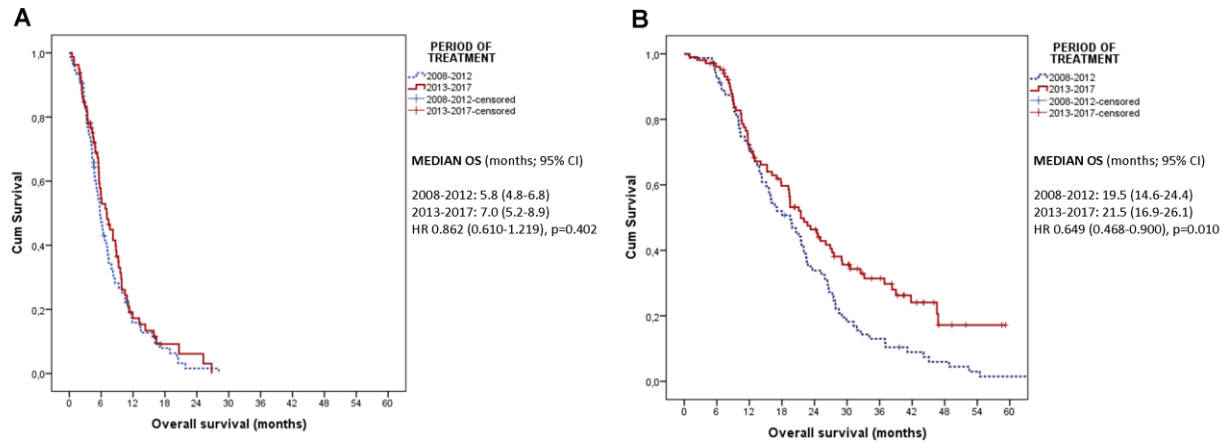 A
PERIOD OF
TREATMENT
2008-2012
2013-2017
2008-2012-censored
2013-2017-censored
MEDIAN OS (months; 95% CI)
2008-2012: 5.8 (4.8-6.8)
2013-2017: 7.0 (5.2-8.9)
HR 0.862 (0.610-1.219), p=0.402
Cum Survival
1,0
0,8
0,6
0,4
0,2
0,0
0 6 12 18 24 30 36 42 48 54 60
Overall survival (months)
B
PERIOD OF
TREATMENT
2008-2012
2013-2017
2008-2012-censored
2013-2017-censored
MEDIAN OS (months; 95% CI)
2008-2012: 19.5 (14.6-24.4)
2013-2017: 21.5 (16.9-26.1)
HR 0.649 (0.468-0.900), p=0.010
Cum Survival
1,0
0,8
0,6
0,4
0,2
0,0
0 6 12 18 24 30 36 42 48 54 60
Overall survival (months)